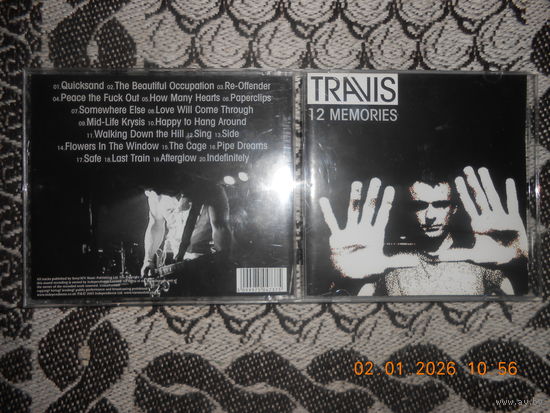 01.Quicksand 02.The Beautiful Occupation 03.Re-Offender
04.Peace the Fuck Out 05.How Many Hearts 06.Paperclips
07.Somewhere Else 08.Love Will Come Through
09.Mid-Life Krysis 10.Happy to Hang Around
11.Walking Down the Hill 12.Sing 13.Side
14.Flowers In The Window 15.The Cage 16.Pipe Dreams
17.Safe 18.Last Train 19.Afterglow 20.Indefinitely
TRAVIS
12 MEMORIES
02 01 2026 10 56